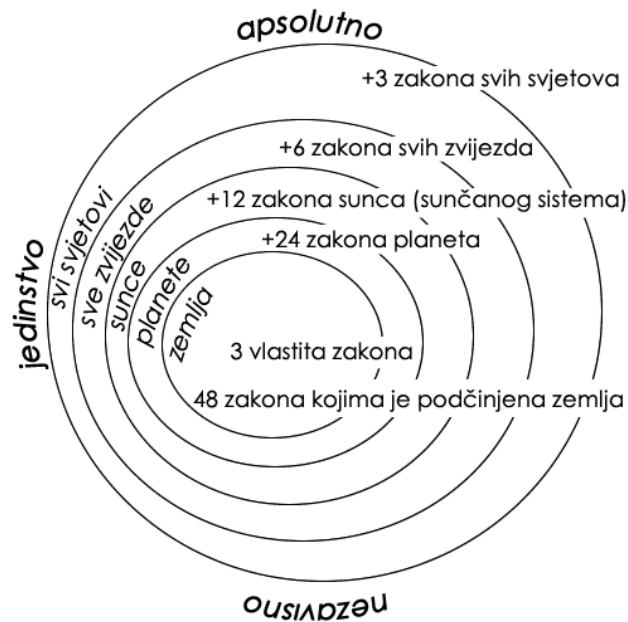 apsolutno
+3 zakona svih svjetova
+6 zakona svih zvijezda
+12 zakona sunca (sunčanog sistema)
+24 zakona planeta
jedinstvo
svi svjetovi
sve zvijezde
sunce
planete
zemlja
3 vlastita zakona
48 zakona kojima je podčinjena zemlja
nezavisno